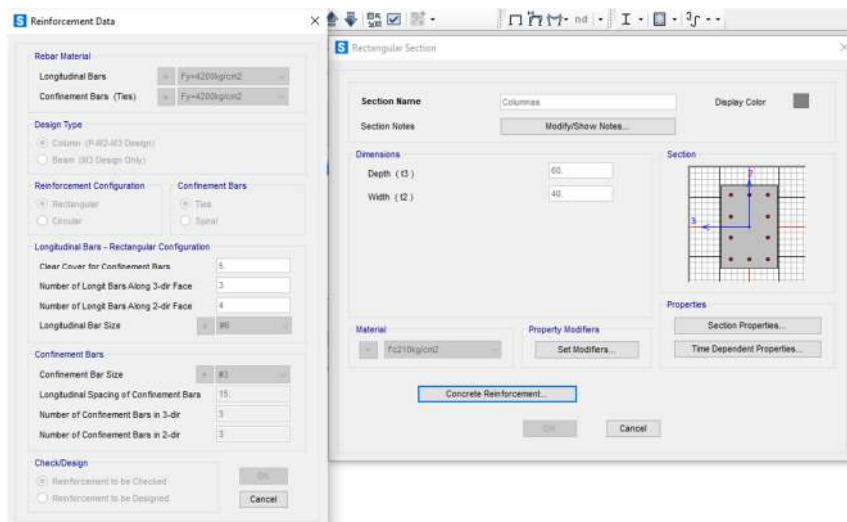 Reinforcement Data
Rebar Material
Longitudinal Bars
+ Fy=4200kg/cm2
Confinement Bars (Ties)
+ Fy=4200kg/cm2
Design Type
Column (P-M2-M3 Design)
Beam (M3 Design Only)
Reinforcement Configuration
Rectangular
Circular
Confinement Bars
Ties
Spiral
Longitudinal Bars - Rectangular Configuration
Clear Cover for Confinement Bars
5.
Number of Longit Bars Along 3-dir Face
3
Number of Longit Bars Along 2-dir Face
4
Longitudinal Bar Size
+ #6
Confinement Bars
Confinement Bar Size
+ #3
Longitudinal Spacing of Confinement Bars
15.
Number of Confinement Bars in 3-dir
3
Number of Confinement Bars in 2-dir
3
Check/Design
Reinforcement to be Checked
Reinforcement to be Designed
OK
Cancel
nd
Rectangular Section
Section Name
Columnas
Display Color
Section Notes
Modify/Show Notes...
Dimensions
Depth ( t3 )
60.
Width ( t2 )
40.
Section
2
3
Properties
Section Properties...
Time Dependent Properties...
Material
+ f'c210kg/cm2
Property Modifiers
Set Modifiers...
Concrete Reinforcement...
OK
Cancel